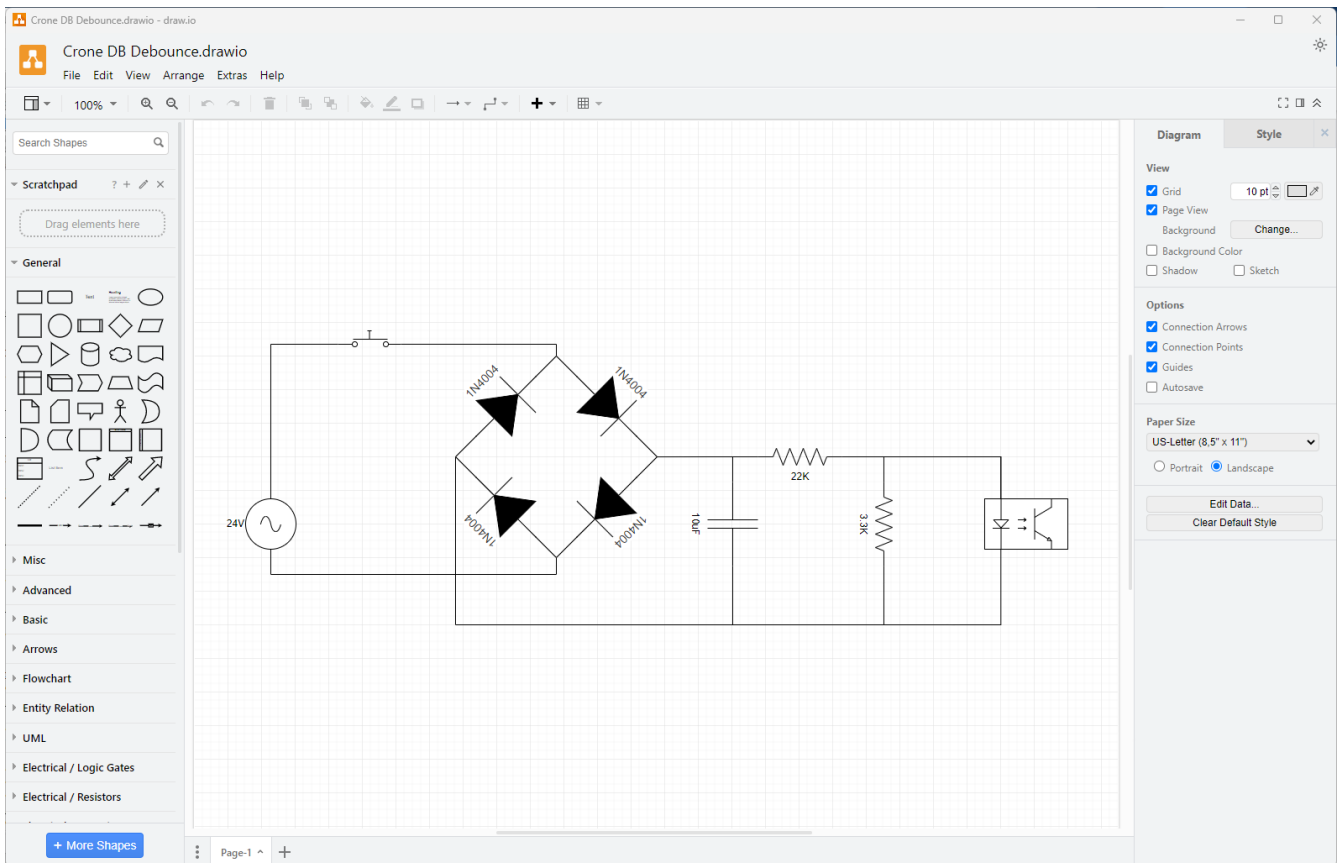 Crone DB Debounce.drawio - draw.io
Crone DB Debounce.drawio
File Edit View Arrange Extras Help
100%
Search Shapes
Scratchpad ? +
Drag elements here
General
Text
Heading
Misc
Advanced
Basic
Arrows
Flowchart
Entity Relation
UML
Electrical / Logic Gates
Electrical / Resistors
+ More Shapes
1N4004
1N4004
1N4004
1N4004
24V
10uF
22K
3.3K
Page-1
Diagram Style
View
Grid 10 pt
Page View
Background Change...
Background Color
Shadow Sketch
Options
Connection Arrows
Connection Points
Guides
Autosave
Paper Size
US-Letter (8,5" x 11")
Portrait Landscape
Edit Data...
Clear Default Style